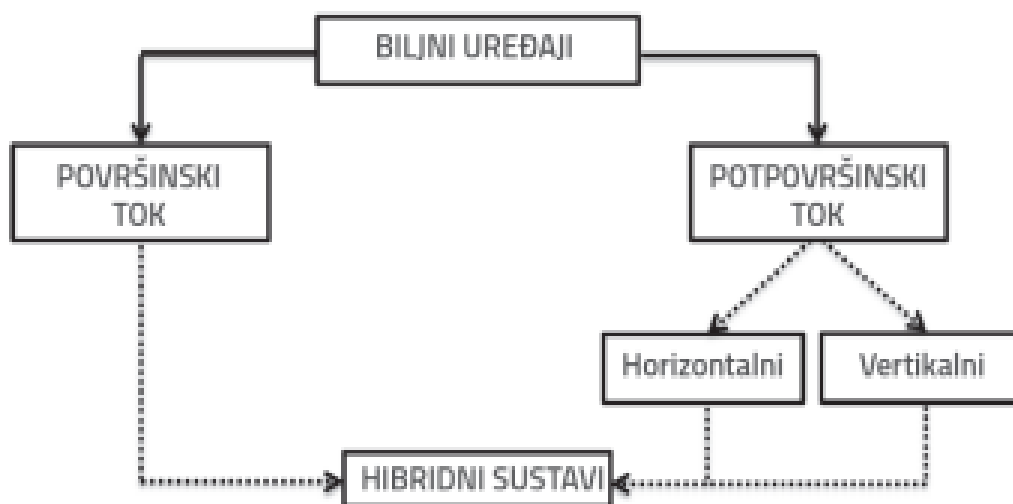 BILJNI UREĐAJI
POVRŠINSKI
TOK
POTPOVRŠINSKI
TOK
Horizontalni
Vertikalni
HIBRIDNI SUSTAVI